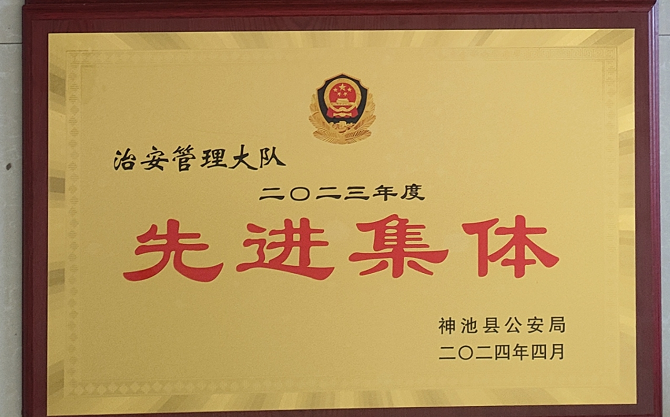 治安管理大队
二〇二三年度
先进集体
神池县公安局
二〇二四年四月